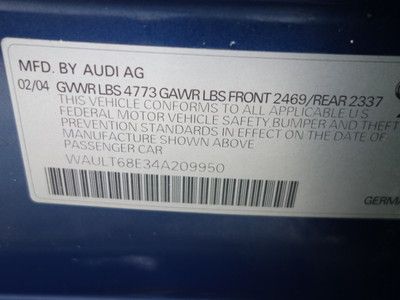 MFD. BY AUDI AG
02/04 GVWR LBS 4773 GAWR LBS FRONT 2469/REAR 2337
THIS VEHICLE CONFORMS TO ALL APPLICABLE U S
FEDERAL MOTOR VEHICLE SAFETY BUMPER AND THEFT
PREVENTION STANDARDS IN EFFECT ON THE DATE OF
MANUFACTURE SHOWN ABOVE
PASSENGER CAR
WAULT68E34A209950
GERM